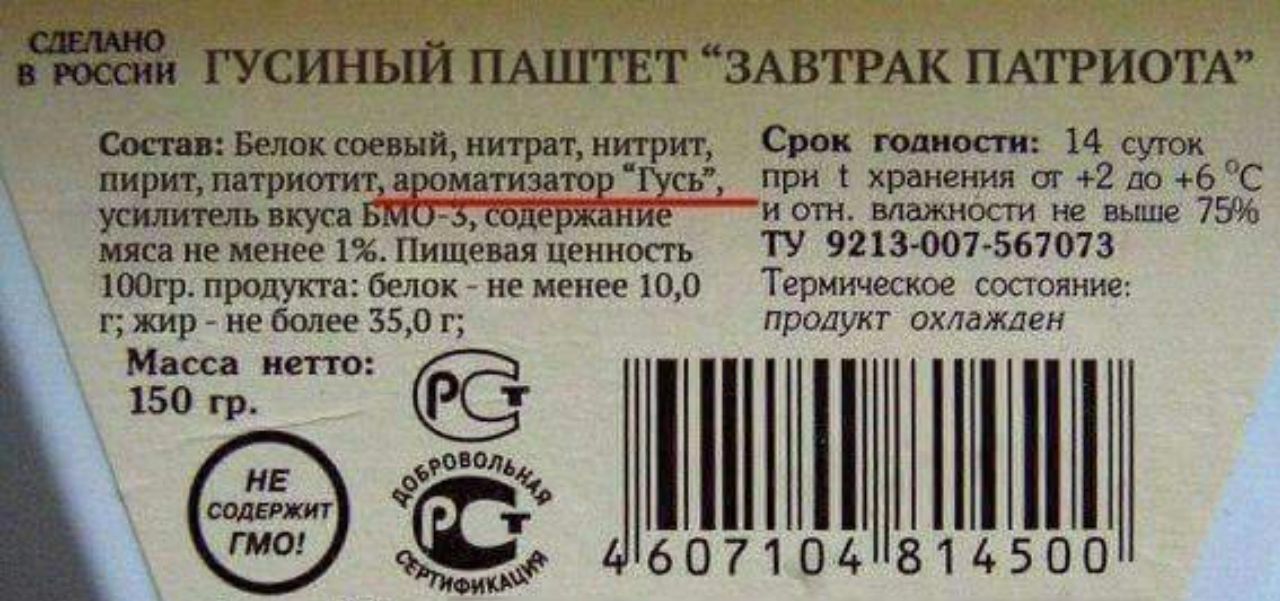 СДЕЛАНО
В РОССИИ
ГУСИНЫЙ ПАШТЕТ “ЗАВТРАК ПАТРИОТА”
Состав: Белок соевый, нитрат, нитрит,
пирит, патриотит, ароматизатор “Гусь”,
усилитель вкуса БМО-3, содержание
мяса не менее 1%. Пищевая ценность
100гр. продукта: белок - не менее 10,0
г; жир - не более 35,0 г;
Масса нетто:
150 гр.
Срок годности: 14 суток
при t хранения от +2 до +6 °С
и отн. влажности не выше 75%
ТУ 9213-007-567073
Термическое состояние:
продукт охлажден
РСТ
НЕ
СОДЕРЖИТ
ГМО!
ДОБРОВОЛЬНАЯ
РСТ
СЕРТИФИКАЦИЯ
4 607104 814500